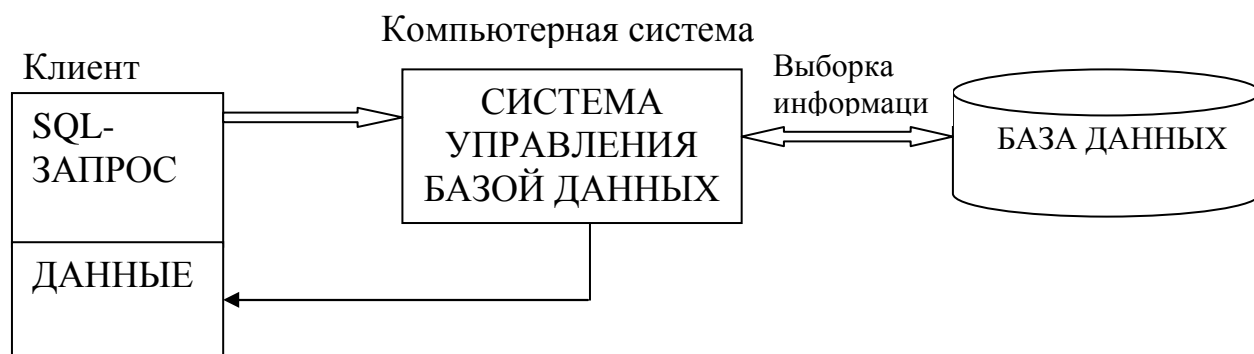 Компьютерная система
Клиент
SQL-
ЗАПРОС
ДАННЫЕ
СИСТЕМА
УПРАВЛЕНИЯ
БАЗОЙ ДАННЫХ
Выборка
информаци
БАЗА ДАННЫХ